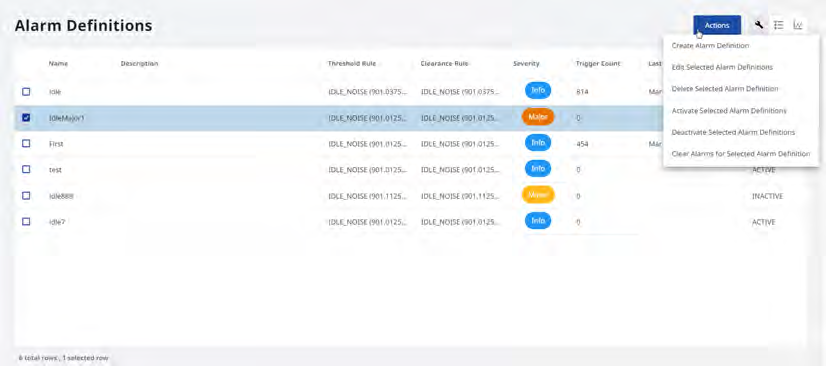 Alarm Definitions
Actions
Create Alarm Definition
Edit Selected Alarm Definitions
Delete Selected Alarm Definition
Activate Selected Alarm Definitions
Deactivate Selected Alarm Definitions
Clear Alarms for Selected Alarm Definition
Name Description Threshold Rule Clearance Rule Severity Trigger Count Last
Idle IDLE_NOISE (901.0375... IDLE_NOISE (901.0375... Info 814 Mar
IdleMajor1 IDLE_NOISE (901.0125... IDLE_NOISE (901.0125... Major 0
First IDLE_NOISE (901.0125... IDLE_NOISE (901.0125... Info 454 Mar
test IDLE_NOISE (901.0125... IDLE_NOISE (901.0125... Info 0 ACTIVE
IDLE_NOISE (901.1125... IDLE_NOISE (901.1125... 0 INACTIVE
idle7 IDLE_NOISE (901.0125... IDLE_NOISE (901.0125... Info 0 ACTIVE
6 total rows , 1 selected row